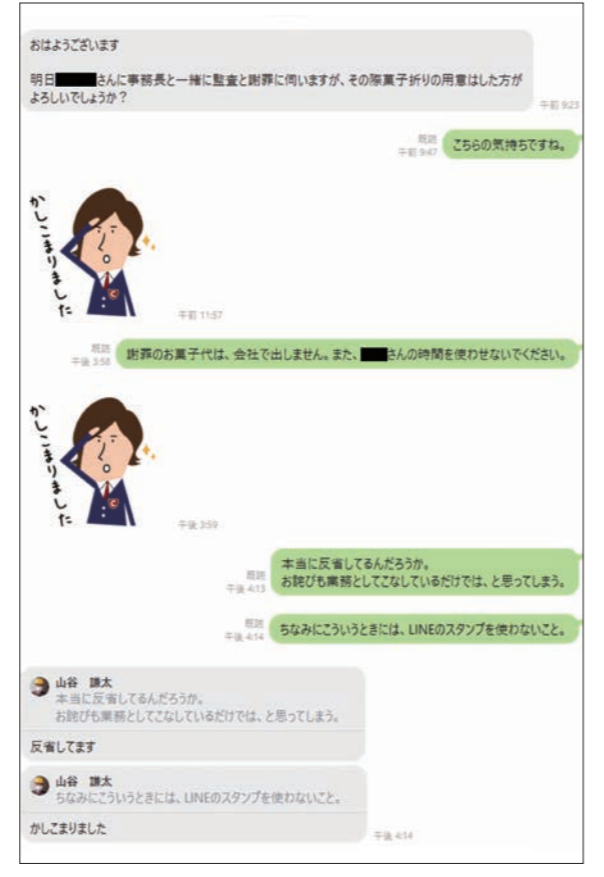 おはようございます
明日さんに事務長と一緒に監査と謝罪に伺いますが、その際菓子折りの用意はした方が
よろしいでしょうか?
午前 9:23
既読
午前 9:47
こちらの気持ちですね。
かしこまりました
午前 11:57
既読
午後 3:58
謝罪のお菓子代は、会社で出しません。また、さんの時間を使わせないでください。
かしこまりました
午後 3:59
既読
午後 4:13
本当に反省してるんだろうか。
お詫びも業務としてこなしているだけでは、と思ってしまう。
既読
午後 4:14
ちなみにこういうときには、LINEのスタンプを使わないこと。
山谷 謙太
本当に反省してるんだろうか。
お詫びも業務としてこなしているだけでは、と思ってしまう。
反省してます
山谷 謙太
ちなみにこういうときには、LINEのスタンプを使わないこと。
かしこまりました
午後 4:14